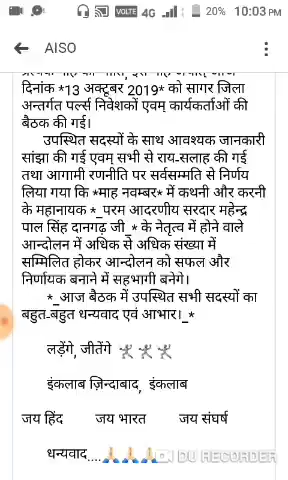 VOLTE 4G 20% 10:03 PM
AISO
दिनांक *13 अक्टूबर 2019* को सागर जिला
अन्तर्गत पर्ल्स निवेशकों एवम् कार्यकर्ताओं की
बैठक की गई।
उपस्थित सदस्यों के साथ आवश्यक जानकारी
सांझा की गई एवम् सभी से राय-सलाह की गई
तथा आगामी रणनीति पर सर्वसम्मति से निर्णय
लिया गया कि *माह नवम्बर* में कथनी और करनी
के महानायक *_परम आदरणीय सरदार महेन्द्र
पाल सिंह दानगढ़ जी_* के नेतृत्व में होने वाले
आन्दोलन में अधिक से अधिक संख्या में
सम्मिलित होकर आन्दोलन को सफल और
निर्णायक बनाने में सहभागी बनेगे।
*_आज बैठक में उपस्थित सभी सदस्यों का
बहुत-बहुत धन्यवाद एवं आभार।_*
लड़ेंगे, जीतेंगे 🤺🤺🤺
इंकलाब ज़िन्दाबाद, इंकलाब
जय हिंद जय भारत जय संघर्ष
धन्यवाद....🙏🙏🙏 DU RECORDER